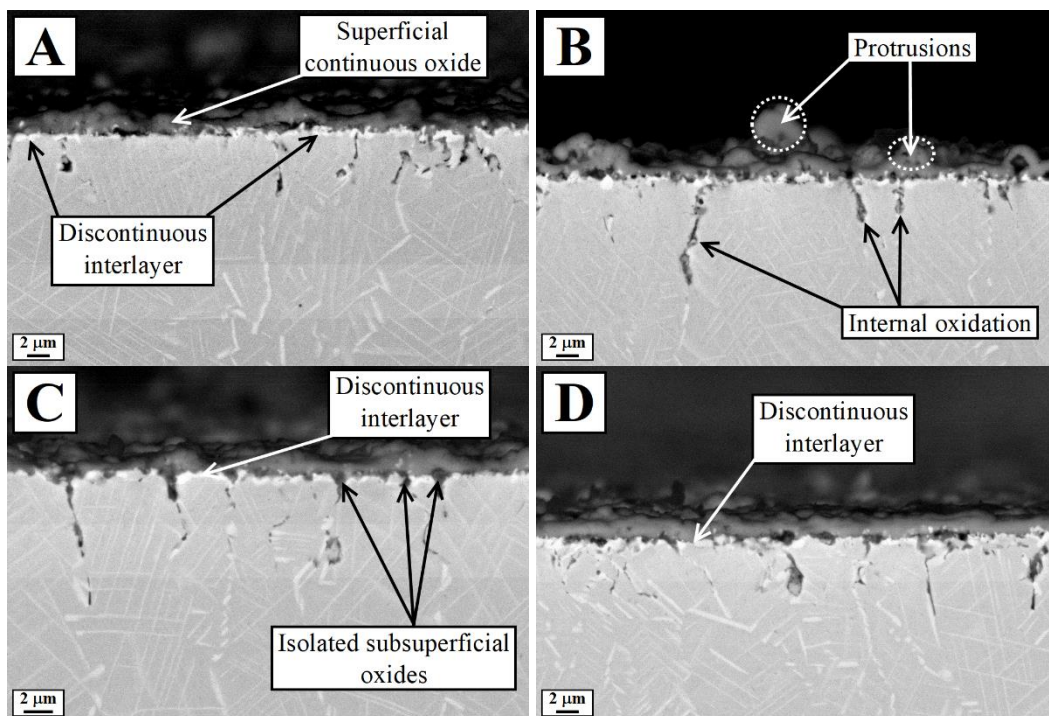 A
Superficial
continuous oxide
Discontinuous
interlayer
2 μm
B
Protrusions
Internal oxidation
2 μm
C
Discontinuous
interlayer
Isolated subsuperficial
oxides
2 μm
D
Discontinuous
interlayer
2 μm